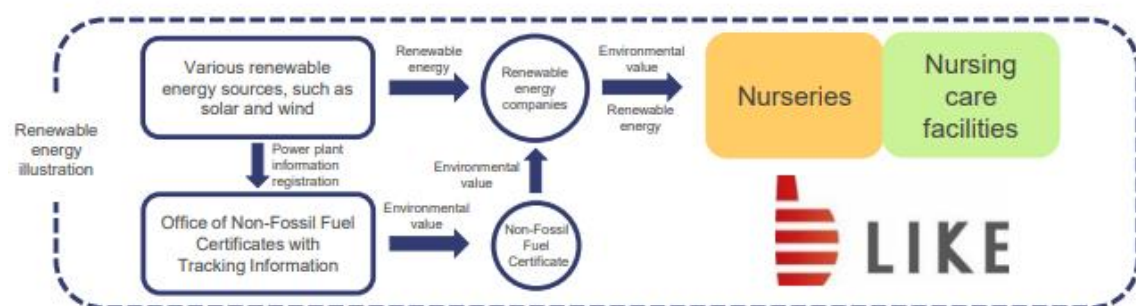 Renewable
energy
illustration
Various renewable
energy sources, such as
solar and wind
Renewable
energy
Renewable
energy
companies
Environmental
value
Renewable
energy
Nurseries
Nursing
care
facilities
Power plant
information
registration
Environmental
value
Office of Non-Fossil Fuel
Certificates with
Tracking Information
Environmental
value
Non-Fossil
Fuel
Certificate
LIKE